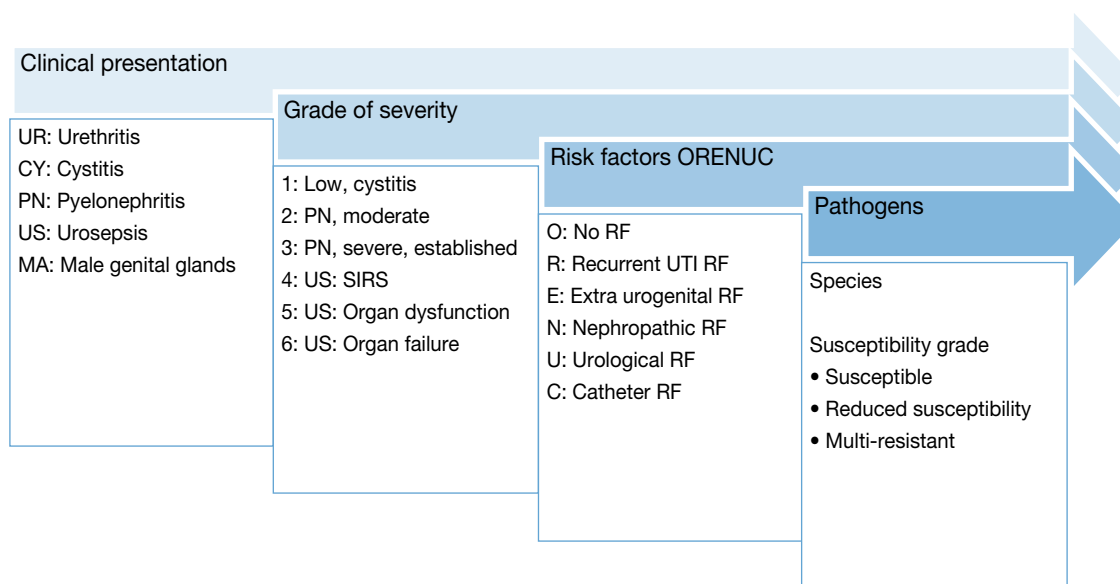 Clinical presentation
UR: Urethritis
CY: Cystitis
PN: Pyelonephritis
US: Urosepsis
MA: Male genital glands
Grade of severity
1: Low, cystitis
2: PN, moderate
3: PN, severe, established
4: US: SIRS
5: US: Organ dysfunction
6: US: Organ failure
Risk factors ORENUC
O: No RF
R: Recurrent UTI RF
E: Extra urogenital RF
N: Nephropathic RF
U: Urological RF
C: Catheter RF
Pathogens
Species
Susceptibility grade
• Susceptible
• Reduced susceptibility
• Multi-resistant